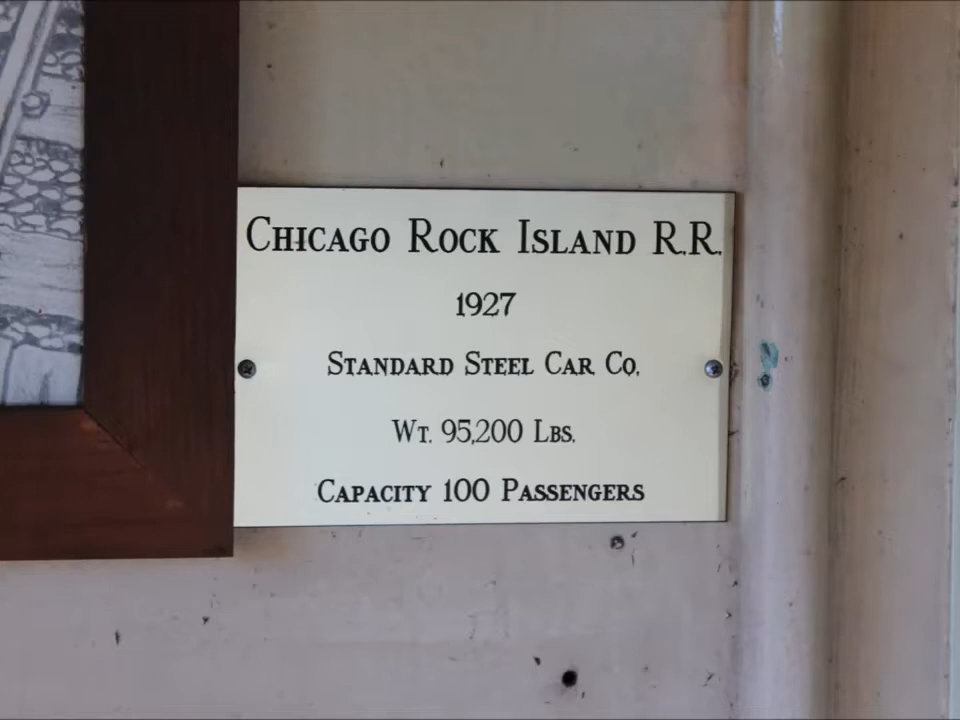 Chicago Rock Island R.R.
1927
Standard Steel Car Co.
Wt. 95,200 Lbs.
Capacity 100 Passengers